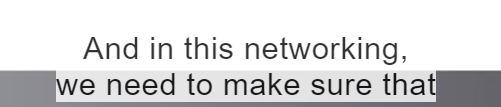 And in this networking,
we need to make sure that